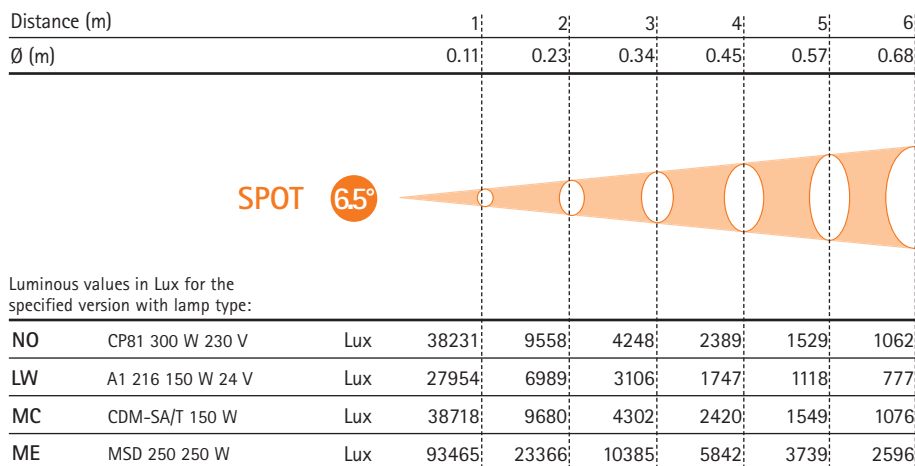 Distance (m) 1 2 3 4 5 6
Ø (m) 0.11 0.23 0.34 0.45 0.57 0.68
SPOT 6.5°
Luminous values in Lux for the
specified version with lamp type:
NO CP81 300 W 230 V Lux 38231 9558 4248 2389 1529 1062
LW A1 216 150 W 24 V Lux 27954 6989 3106 1747 1118 777
MC CDM-SA/T 150 W Lux 38718 9680 4302 2420 1549 1076
ME MSD 250 250 W Lux 93465 23366 10385 5842 3739 2596